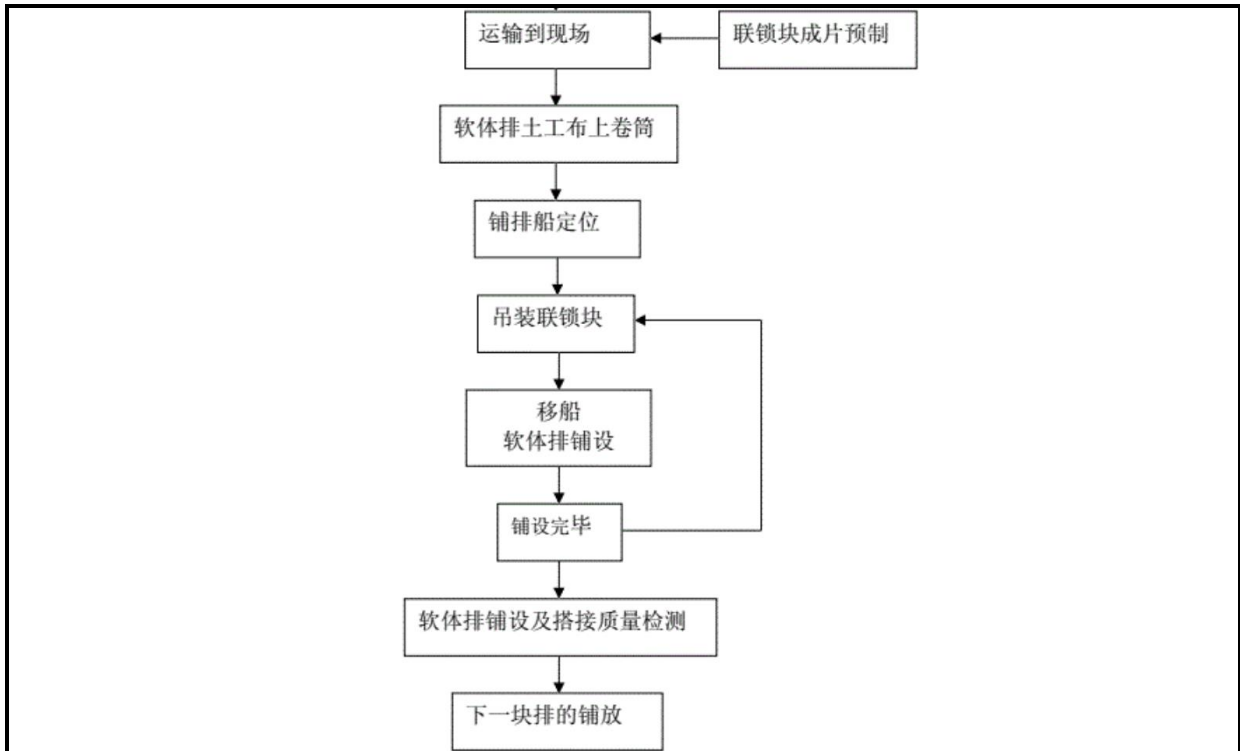 运输到现场
联锁块成片预制
软体排土工布上卷筒
铺排船定位
吊装联锁块
移船
软体排铺设
铺设完毕
软体排铺设及搭接质量检测
下一块排的铺放